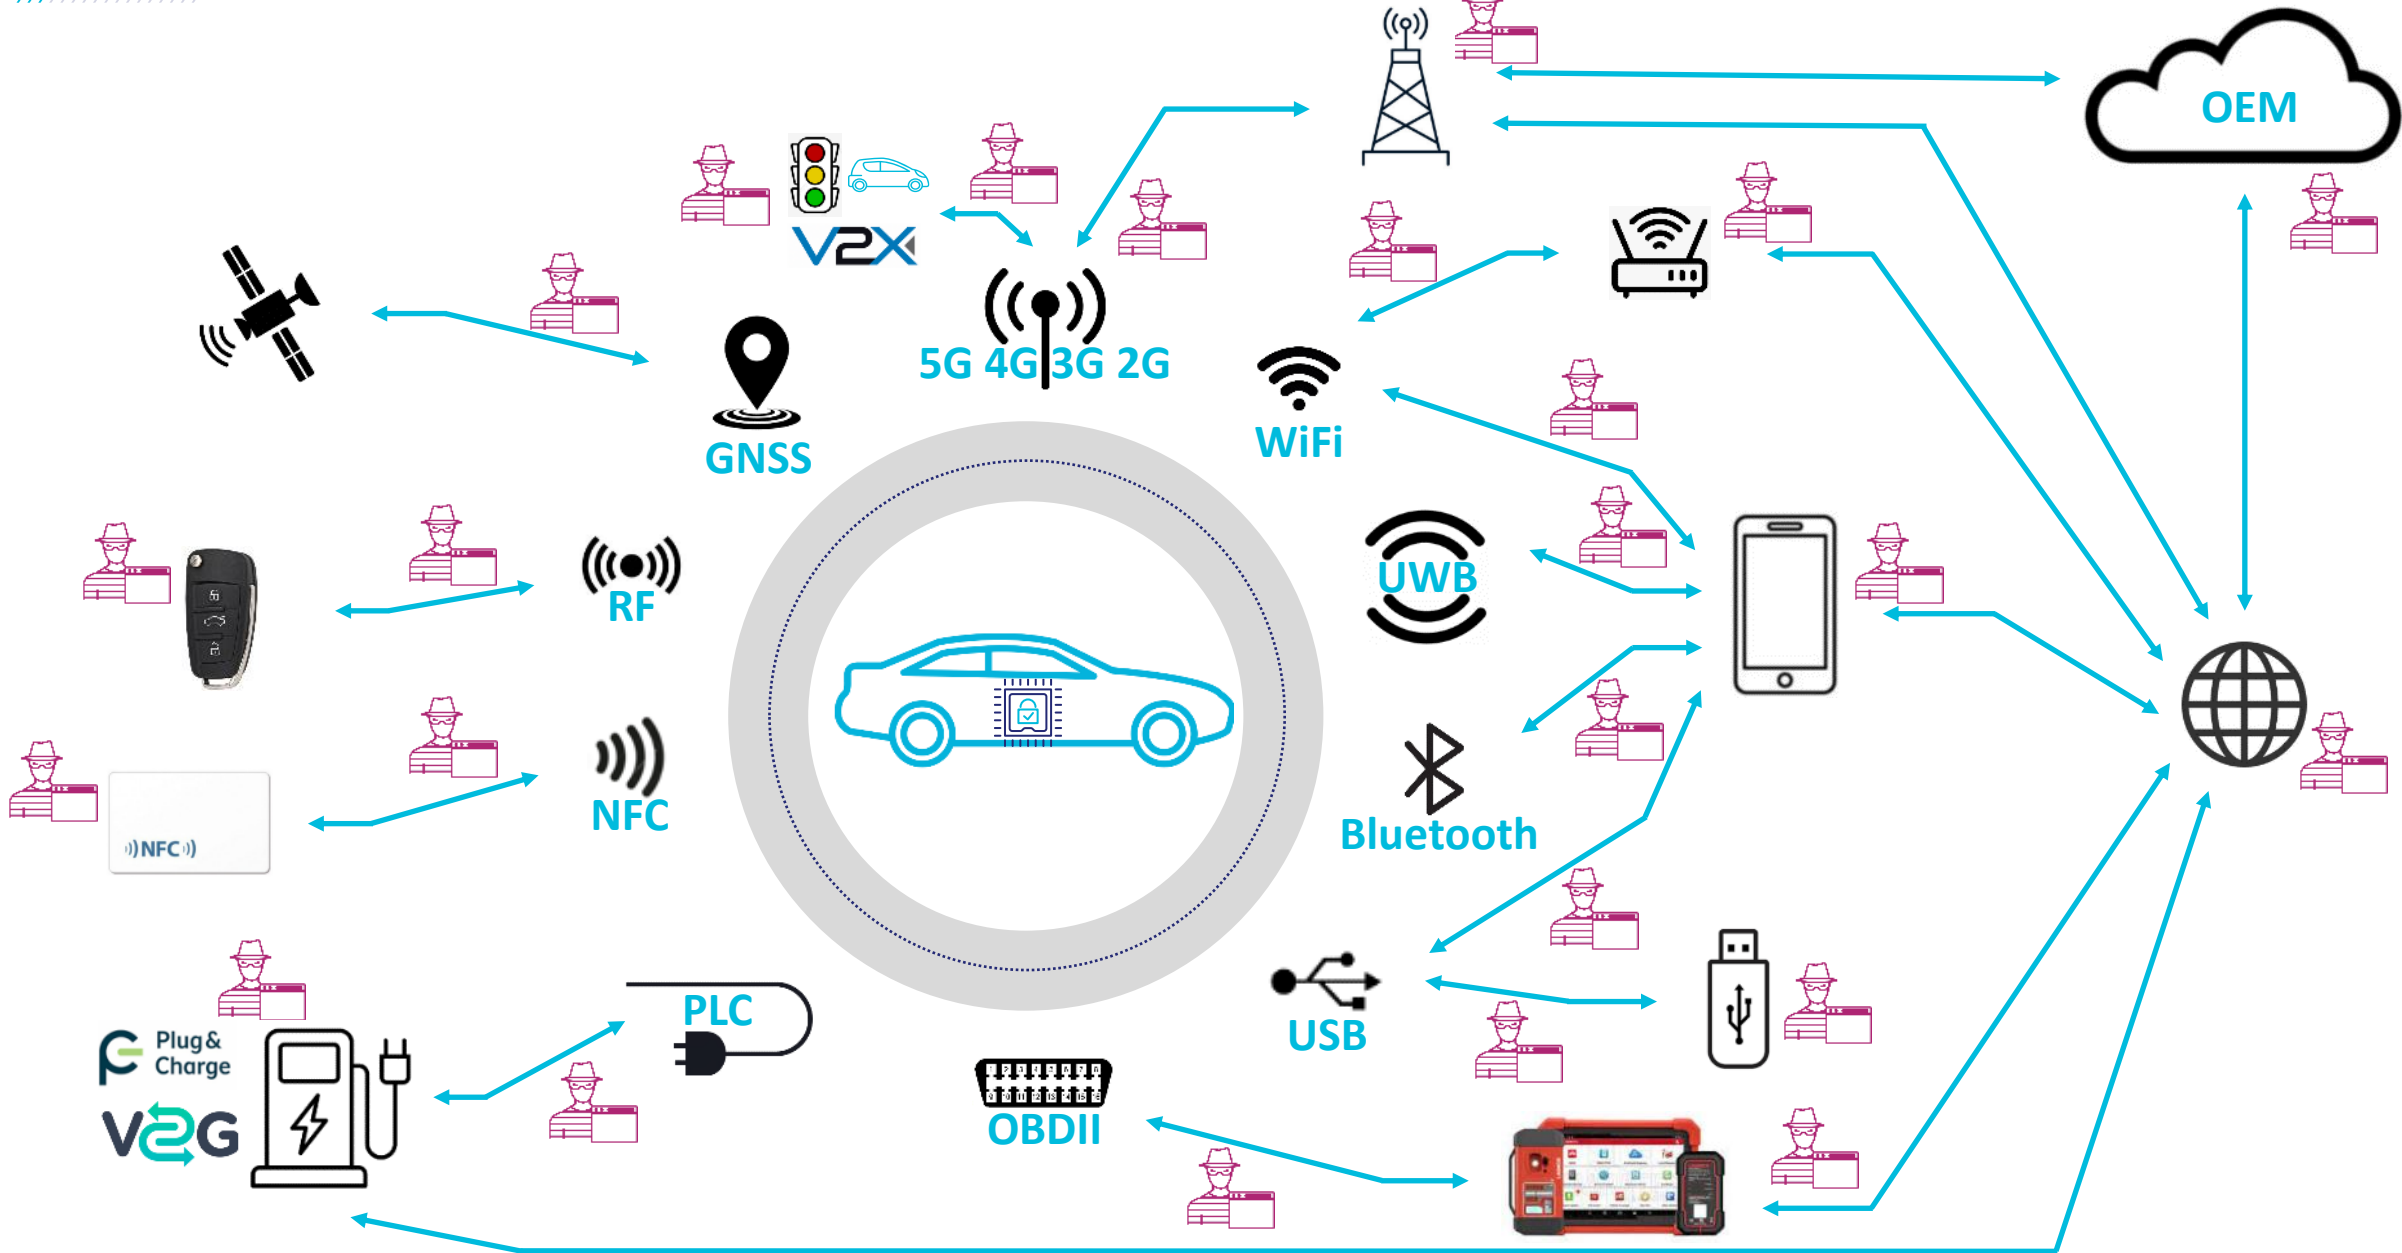 OEM
V2X
5G 4G 3G 2G
GNSS
WiFi
UWB
RF
NFC
Bluetooth
NFC
PLC
USB
Plug&
Charge
V2G
OBDII